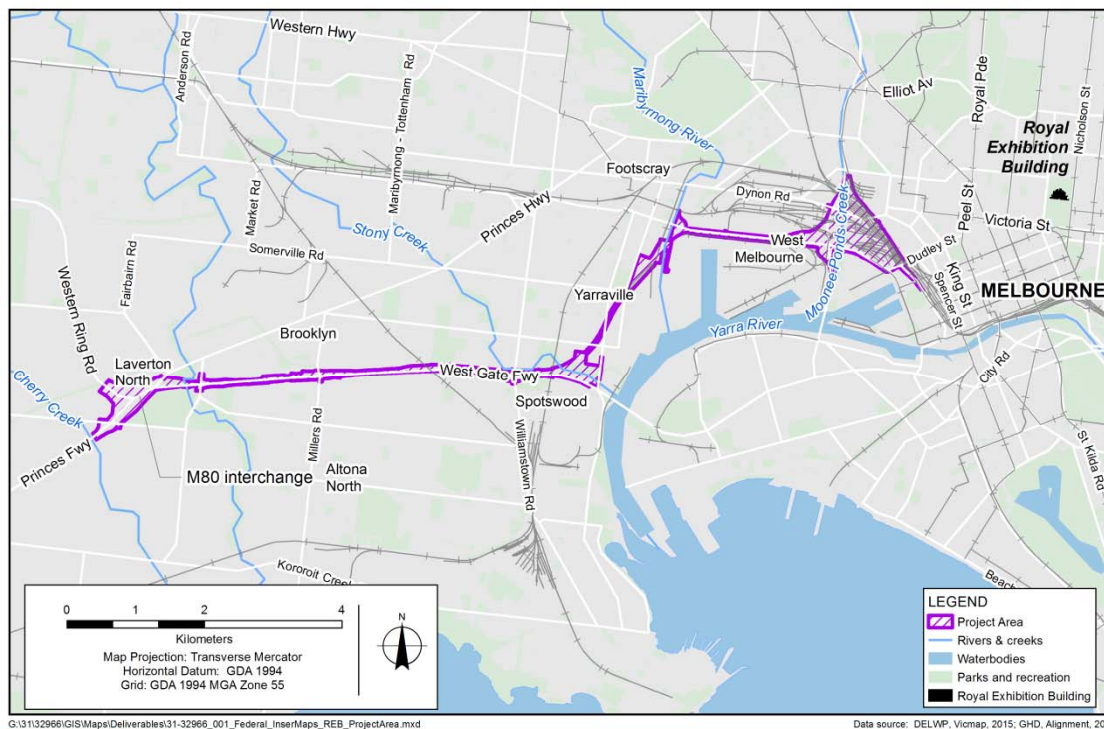 Western Hwy
Anderson Rd
Maribyrnong - Tottenham Rd
Maribyrnong River
Elliot Av
Royal Pde
Nicholson St
Royal
Exhibition
Building
Footscray
Dynon Rd
Peel St
Victoria St
Market Rd
Stony Creek
Princes Hwy
Moonee Ponds Creek
West
Melbourne
Dudley St
King St
Spencer St
MELBOURNE
Somerville Rd
Fairbairn Rd
Western Ring Rd
Yarraville
Yarra River
Brooklyn
City Rd
Laverton
North
West Gate Fwy
Spotswood
Cherry Creek
Princes Fwy
Millers Rd
Williamstown Rd
St Kilda Rd
M80 interchange
Altona
North
Kororoit Creek
Beach
0 1 2 4
Kilometers
Map Projection: Transverse Mercator
Horizontal Datum: GDA 1994
Grid: GDA 1994 MGA Zone 55
N
LEGEND
Project Area
Rivers & creeks
Waterbodies
Parks and recreation
Royal Exhibition Building
G:\31\32966\GIS\Maps\Deliverables\31-32966_001_Federal_InserMaps_REB_ProjectArea.mxd
Data source: DELWP, Vicmap, 2015; GHD, Alignment, 20